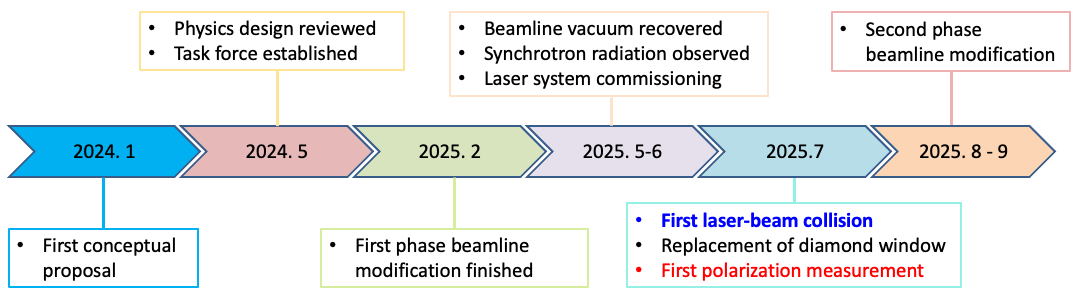 • Physics design reviewed
• Task force established
• Beamline vacuum recovered
• Synchrotron radiation observed
• Laser system commissioning
• Second phase
beamline modification
2024. 1
2024. 5
2025. 2
2025. 5-6
2025.7
2025. 8 - 9
• First conceptual
proposal
• First phase beamline
modification finished
• First laser-beam collision
• Replacement of diamond window
• First polarization measurement